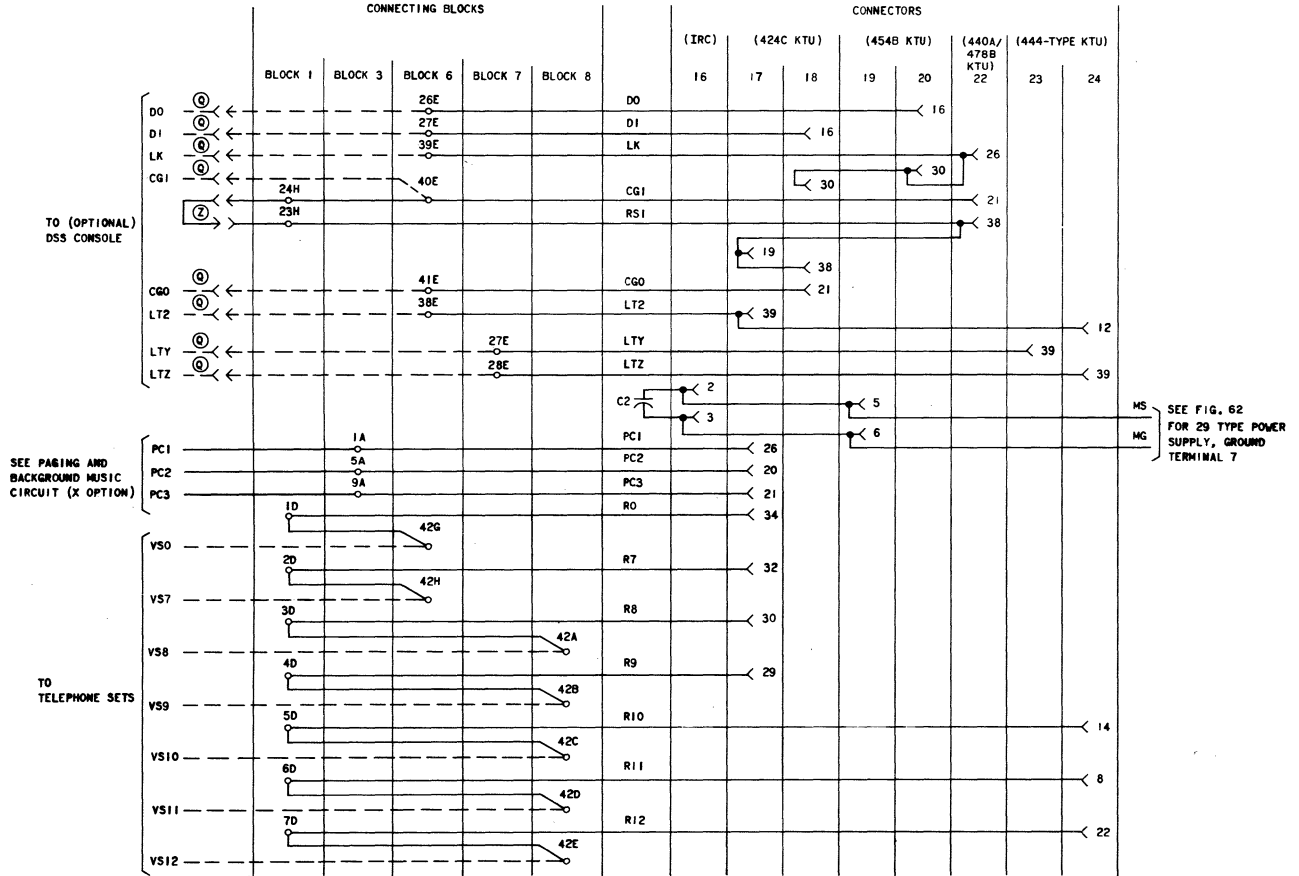 CONNECTING BLOCKS
CONNECTORS
(IRC) (424C KTU) (454B KTU) (440A/ (444-TYPE KTU)
478B
KTU)
BLOCK 1 BLOCK 3 BLOCK 6 BLOCK 7 BLOCK 8 16 17 18 19 20 22 23 24
TO (OPTIONAL)
DSS CONSOLE
DO Q 26E DO 16
DI Q 27E DI 16
LK Q 39E LK 26
CG1 Q 40E 30
30
24H CG1 21
Z 23H RS1 38
19
38
CGO Q 41E CGO 21
LT2 Q 38E LT2 39
12
LTY Q 27E LTY 39
LTZ Q 28E LTZ 39
C2 2
5 MS
3
6 MG
SEE FIG. 62
FOR 29 TYPE POWER
SUPPLY, GROUND
TERMINAL 7
SEE PAGING AND
BACKGROUND MUSIC
CIRCUIT (X OPTION)
PC1 1A PC1 26
PC2 5A PC2 20
PC3 9A PC3 21
1D RO 34
TO
TELEPHONE SETS
VSO 42G
2D R7 32
VS7 42H
3D R8 30
VS8 42A
4D R9 29
VS9 42B
5D R10 14
VS10 42C
6D R11 8
VS11 42D
7D R12 22
VS12 42E